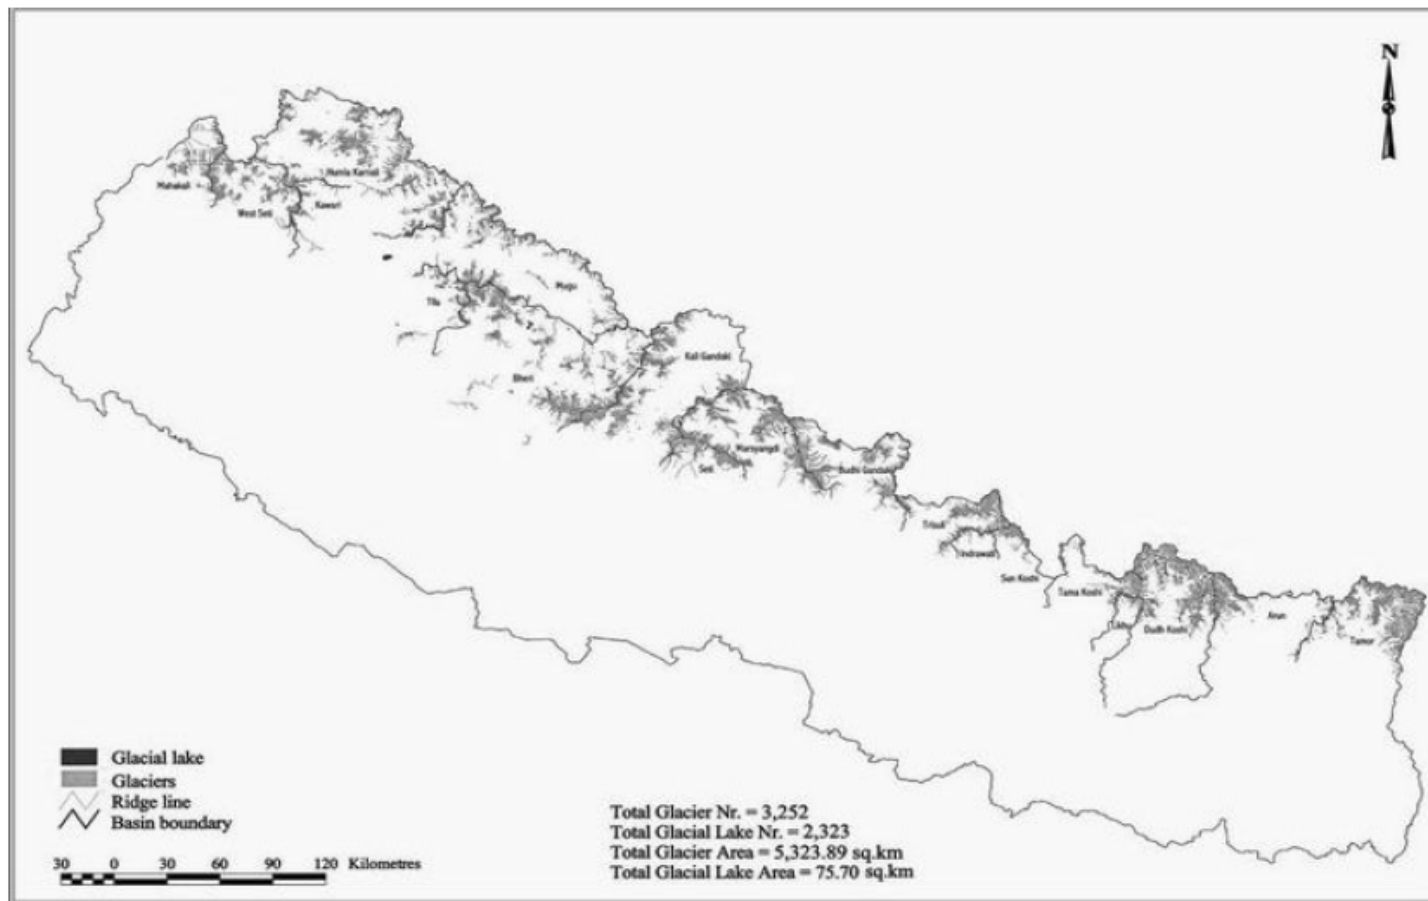 N
Humla Karnali
Mahakali
Kawari
West Seti
Mugu
Tila
Kali Gandaki
Bheri
Marsyangdi
Seti
Budhi Gandaki
Trisuli
Indrawati
Sun Koshi
Tama Koshi
Likhu
Dudh Koshi
Arun
Tamor
Glacial lake
Glaciers
Ridge line
Basin boundary
Total Glacier Nr. = 3,252
Total Glacial Lake Nr. = 2,323
Total Glacier Area = 5,323.89 sq.km
Total Glacial Lake Area = 75.70 sq.km
30 0 30 60 90 120 Kilometres